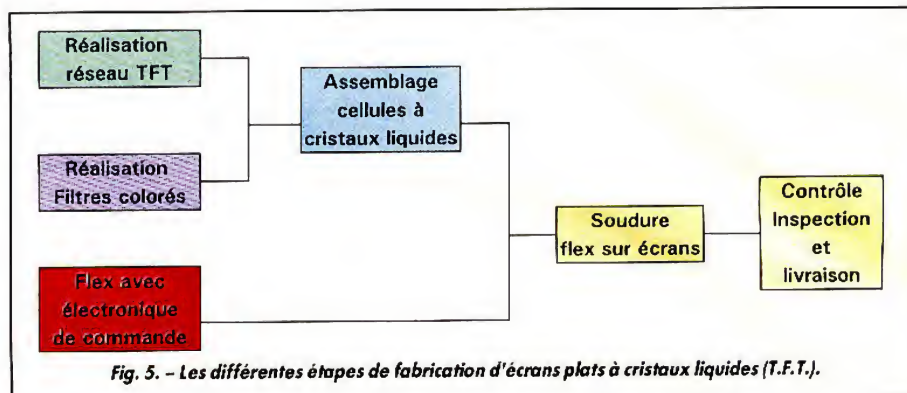 Réalisation
réseau TFT
Réalisation
Filtres colorés
Flex avec
électronique
de commande
Assemblage
cellules à
cristaux liquides
Soudure
flex sur écrans
Contrôle
Inspection
et
livraison
Fig. 5. – Les différentes étapes de fabrication d'écrans plats à cristaux liquides (T.F.T.).